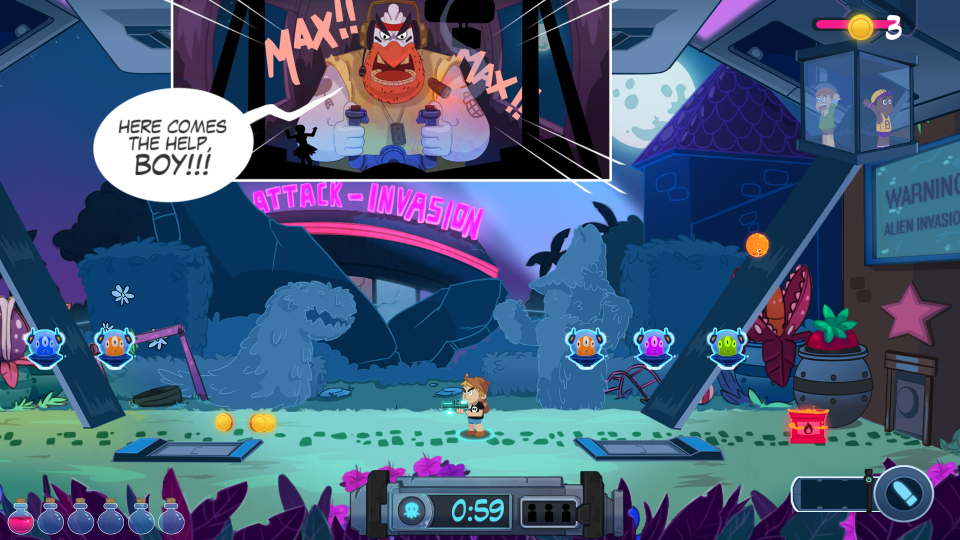 MAX!!
MAX!!
3
HERE COMES
THE HELP,
BOY!!!
ATTACK-INVASION
WARNING
ALIEN INVASIO
0:59